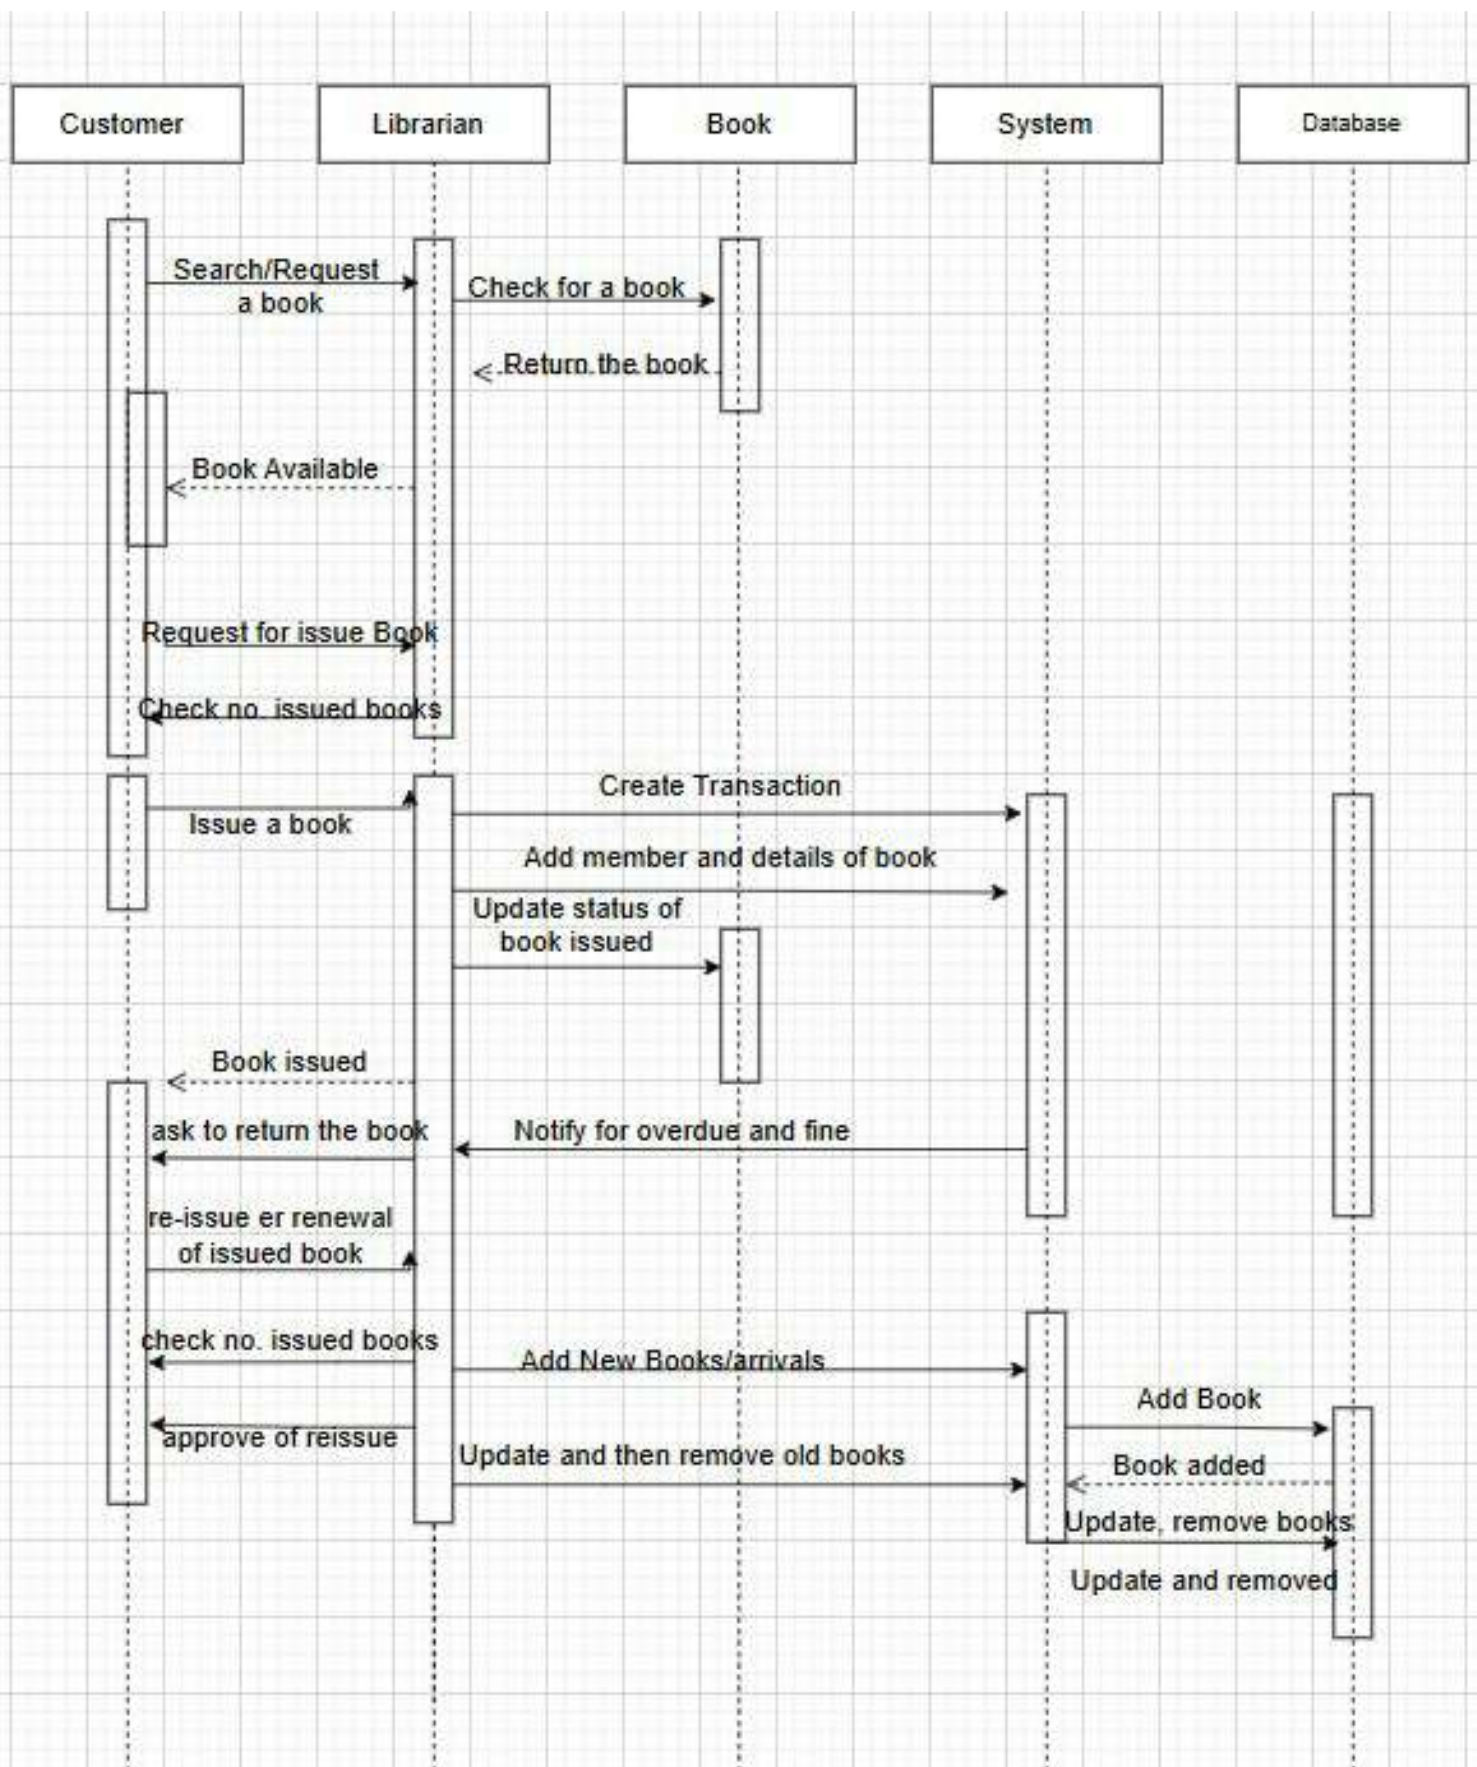 Customer
Librarian
Book
System
Database
Search/Request
a book
Check for a book
Return the book
Book Available
Request for issue Book
Check no. issued books
Create Transaction
Issue a book
Add member and details of book
Update status of
book issued
Book issued
ask to return the book
Notify for overdue and fine
re-issue er renewal
of issued book
check no. issued books
Add New Books/arrivals
Add Book
approve of reissue
Update and then remove old books
Book added
Update, remove books
Update and removed